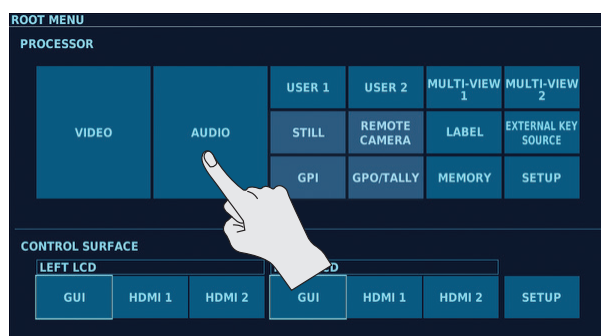 ROOT MENU
PROCESSOR
VIDEO
AUDIO
USER 1
USER 2
MULTI-VIEW
1
MULTI-VIEW
2
STILL
REMOTE
CAMERA
LABEL
EXTERNAL KEY
SOURCE
GPI
GPO/TALLY
MEMORY
SETUP
CONTROL SURFACE
LEFT LCD
LCD
GUI
HDMI 1
HDMI 2
GUI
HDMI 1
HDMI 2
SETUP